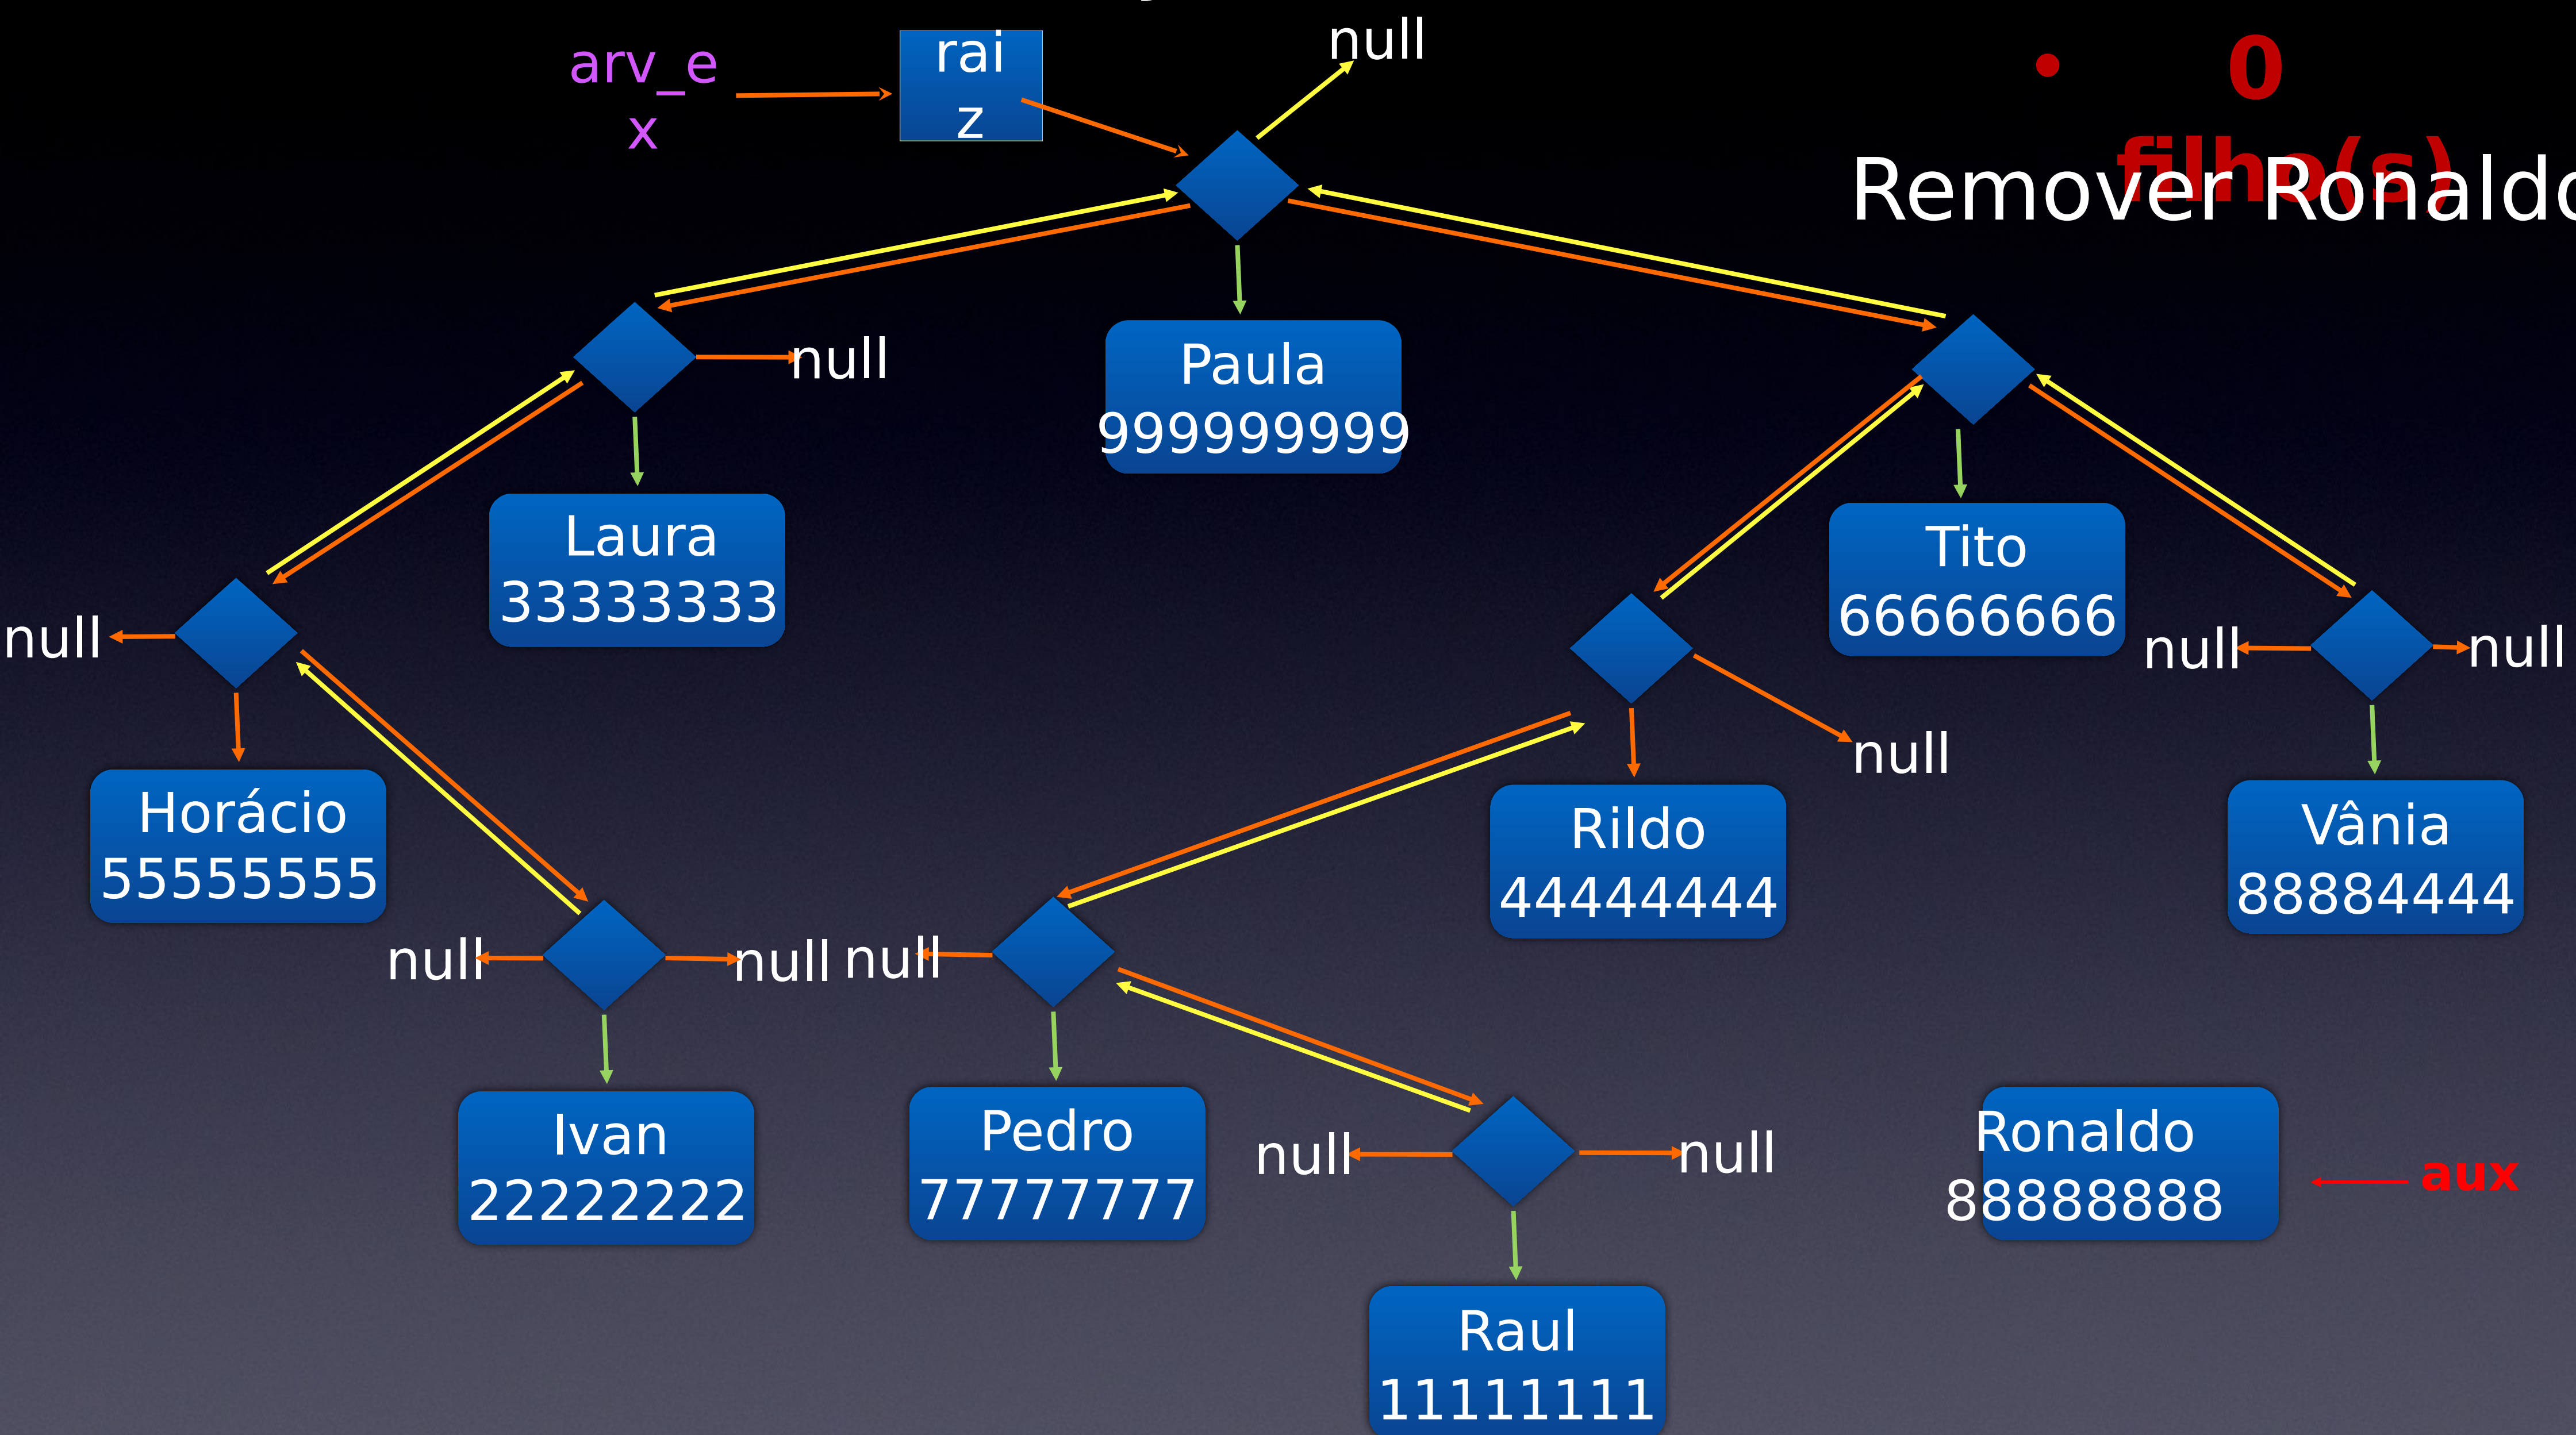 arv_e
x
rai
z
null
• 0
filho(s)
Remover Ronaldo
null
Paula
999999999
Laura
33333333
Tito
66666666
null
null
null
null
Horácio
55555555
Rildo
44444444
Vânia
88884444
null
null
null
Ivan
22222222
Pedro
77777777
null
null
Ronaldo
88888888
aux
Raul
11111111